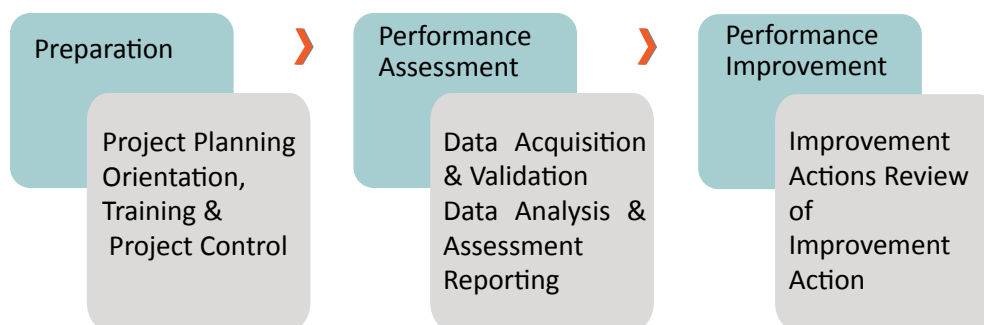 Preparation
Project Planning
Orientation,
Training &
Project Control
Performance
Assessment
Data Acquisition
& Validation
Data Analysis &
Assessment
Reporting
Performance
Improvement
Improvement
Actions Review
of
Improvement
Action